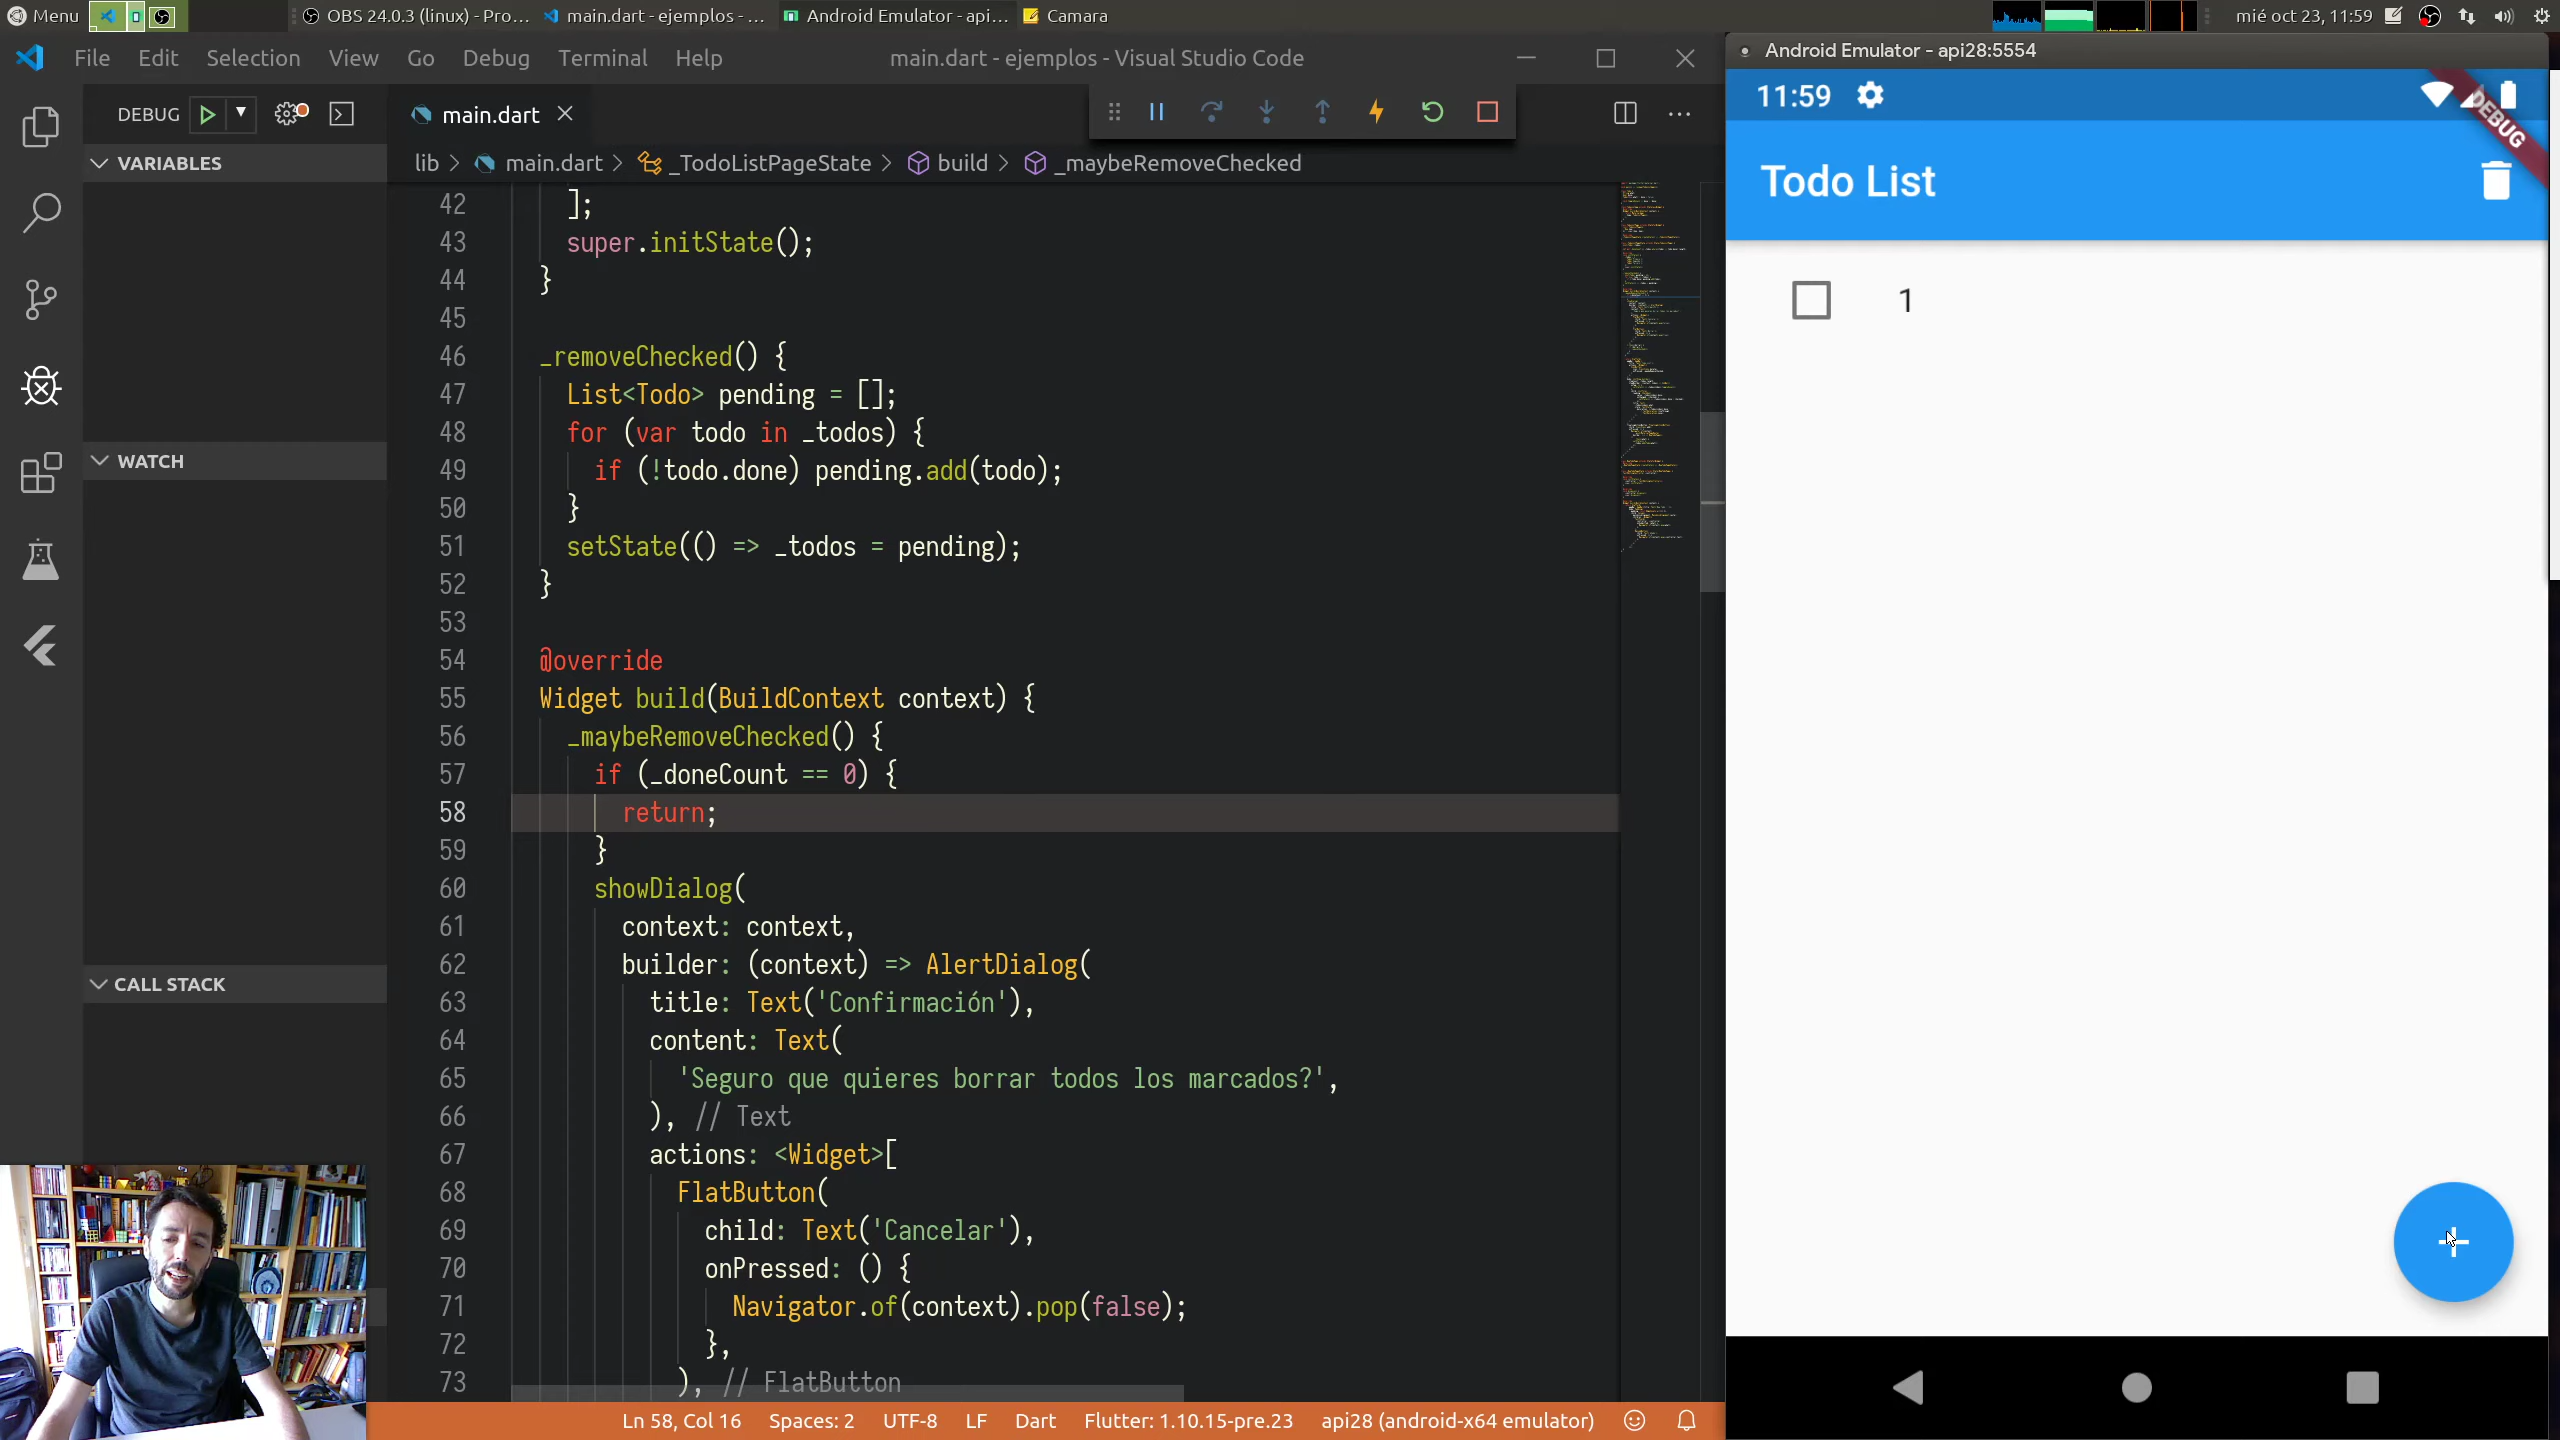 Menu
OBS 24.0.3 (linux) - Pro...
main.dart - ejemplos - ...
Android Emulator - api...
Camara
mié oct 23, 11:59
File Edit Selection View Go Debug Terminal Help
main.dart - ejemplos - Visual Studio Code
DEBUG
main.dart
VARIABLES
WATCH
CALL STACK
lib > main.dart > _TodoListPageState > build > _maybeRemoveChecked
42 ];
43 super.initState();
44 }
45
46 _removeChecked() {
47 List<Todo> pending = [];
48 for (var todo in _todos) {
49 if (!todo.done) pending.add(todo);
50 }
51 setState(() => _todos = pending);
52 }
53
54 @override
55 Widget build(BuildContext context) {
56 _maybeRemoveChecked() {
57 if (_doneCount == 0) {
58 return;
59 }
60 showDialog(
61 context: context,
62 builder: (context) => AlertDialog(
63 title: Text('Confirmación'),
64 content: Text(
65 'Seguro que quieres borrar todos los marcados?',
66 ), // Text
67 actions: <Widget>[
68 FlatButton(
69 child: Text('Cancelar'),
70 onPressed: () {
71 Navigator.of(context).pop(false);
72 },
73 ), // FlatButton
Ln 58, Col 16 Spaces: 2 UTF-8 LF Dart Flutter: 1.10.15-pre.23 api28 (android-x64 emulator)
Android Emulator - api28:5554
11:59
DEBUG
Todo List
1